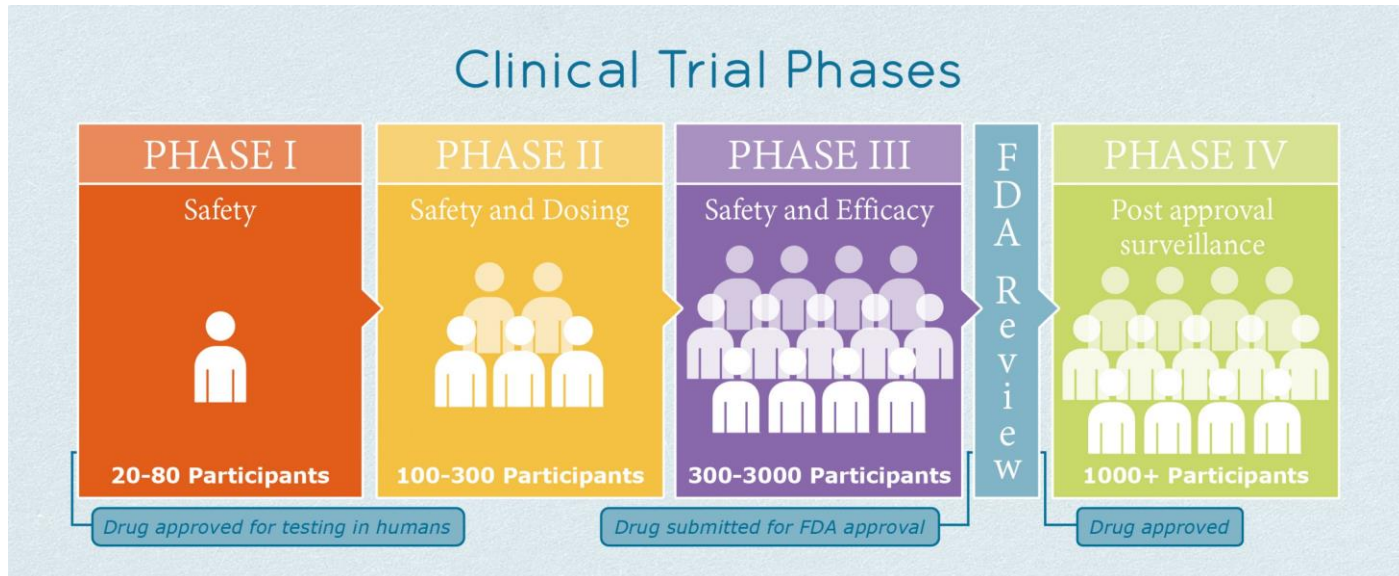 Clinical Trial Phases
PHASE I
Safety
20-80 Participants
PHASE II
Safety and Dosing
100-300 Participants
PHASE III
Safety and Efficacy
300-3000 Participants
FDA Review
PHASE IV
Post approval
surveillance
1000+ Participants
Drug approved for testing in humans
Drug submitted for FDA approval
Drug approved